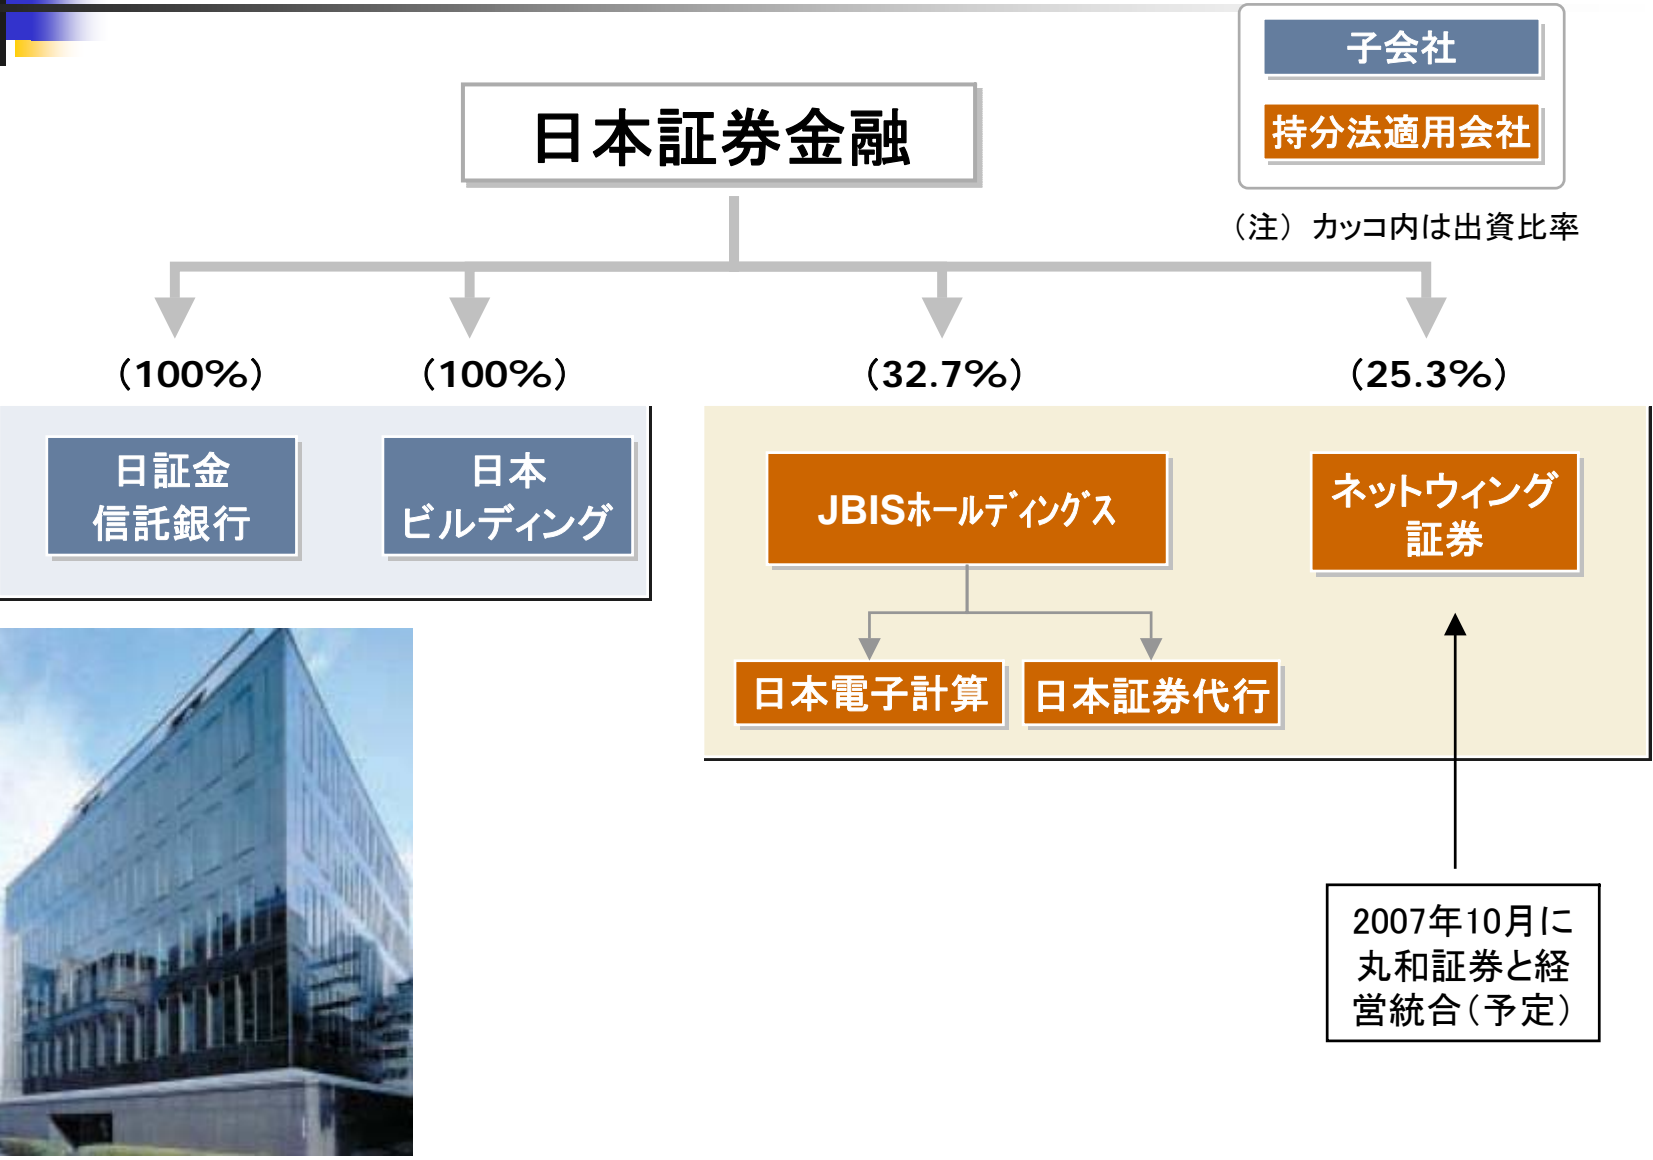 子会社
持分法適用会社
（注） カッコ内は出資比率
日本証券金融
（100%）
（100%）
（32.7%）
（25.3%）
日証金
信託銀行
日本
ビルディング
JBISﾎｰﾙﾃﾞｨﾝｸﾞｽ
ネットウィング
証券
日本電子計算
日本証券代行
2007年10月に
丸和証券と経
営統合（予定）